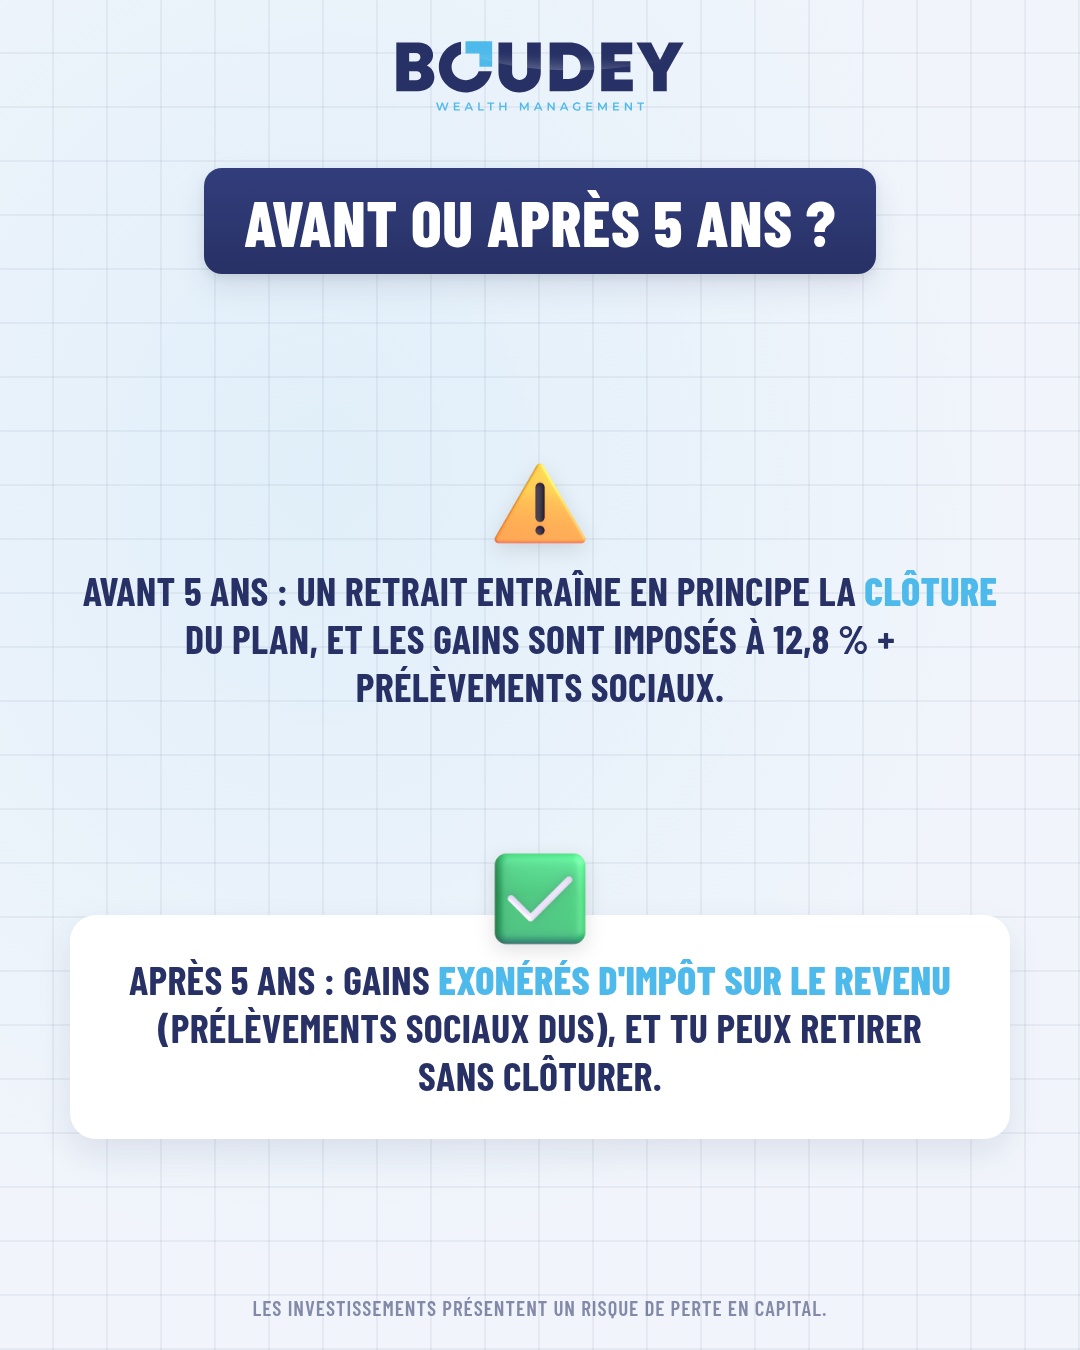 BOUDEY
WEALTH MANAGEMENT
AVANT OU APRÈS 5 ANS ?
AVANT 5 ANS : UN RETRAIT ENTRAÎNE EN PRINCIPE LA CLÔTURE
DU PLAN, ET LES GAINS SONT IMPOSÉS À 12,8 % +
PRÉLÈVEMENTS SOCIAUX.
APRÈS 5 ANS : GAINS EXONÉRÉS D'IMPÔT SUR LE REVENU
(PRÉLÈVEMENTS SOCIAUX DUS), ET TU PEUX RETIRER
SANS CLÔTURER.
LES INVESTISSEMENTS PRÉSENTENT UN RISQUE DE PERTE EN CAPITAL.